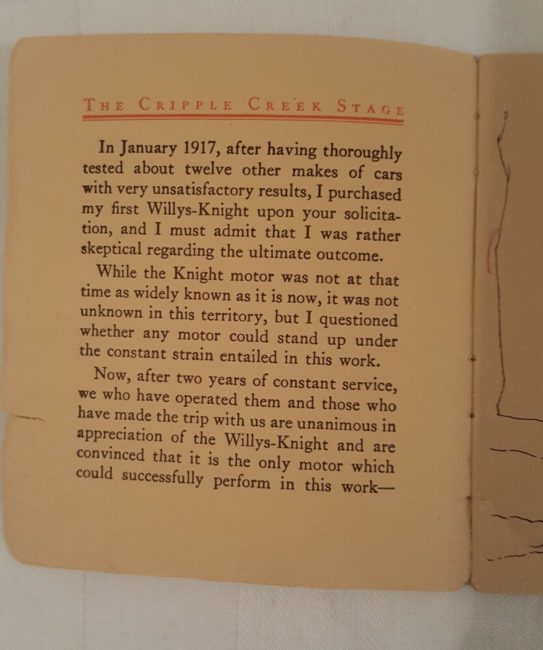 The Cripple Creek Stage
In January 1917, after having thoroughly
tested about twelve other makes of cars
with very unsatisfactory results, I purchased
my first Willys-Knight upon your solicita-
tion, and I must admit that I was rather
skeptical regarding the ultimate outcome.
While the Knight motor was not at that
time as widely known as it is now, it was not
unknown in this territory, but I questioned
whether any motor could stand up under
the constant strain entailed in this work.
Now, after two years of constant service,
we who have operated them and those who
have made the trip with us are unanimous in
appreciation of the Willys-Knight and are
convinced that it is the only motor which
could successfully perform in this work—